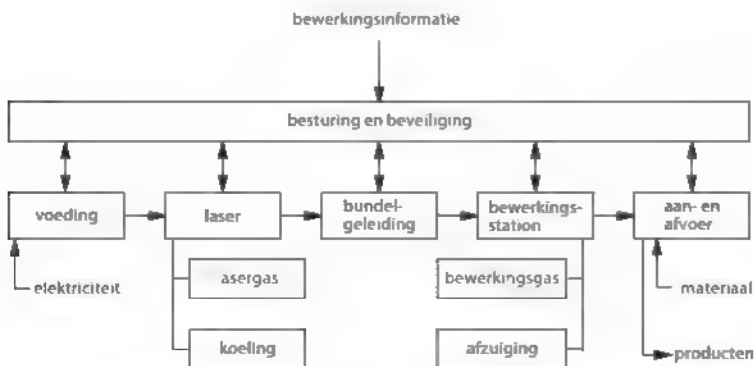 bewerkingsinformatie
besturing en beveiliging
voeding
laser
bundel-
geleiding
bewerkings-
station
aan- en
afvoer
elektriciteit
asergas
bewerkingsgas
materiaal
koeling
afzuiging
producten